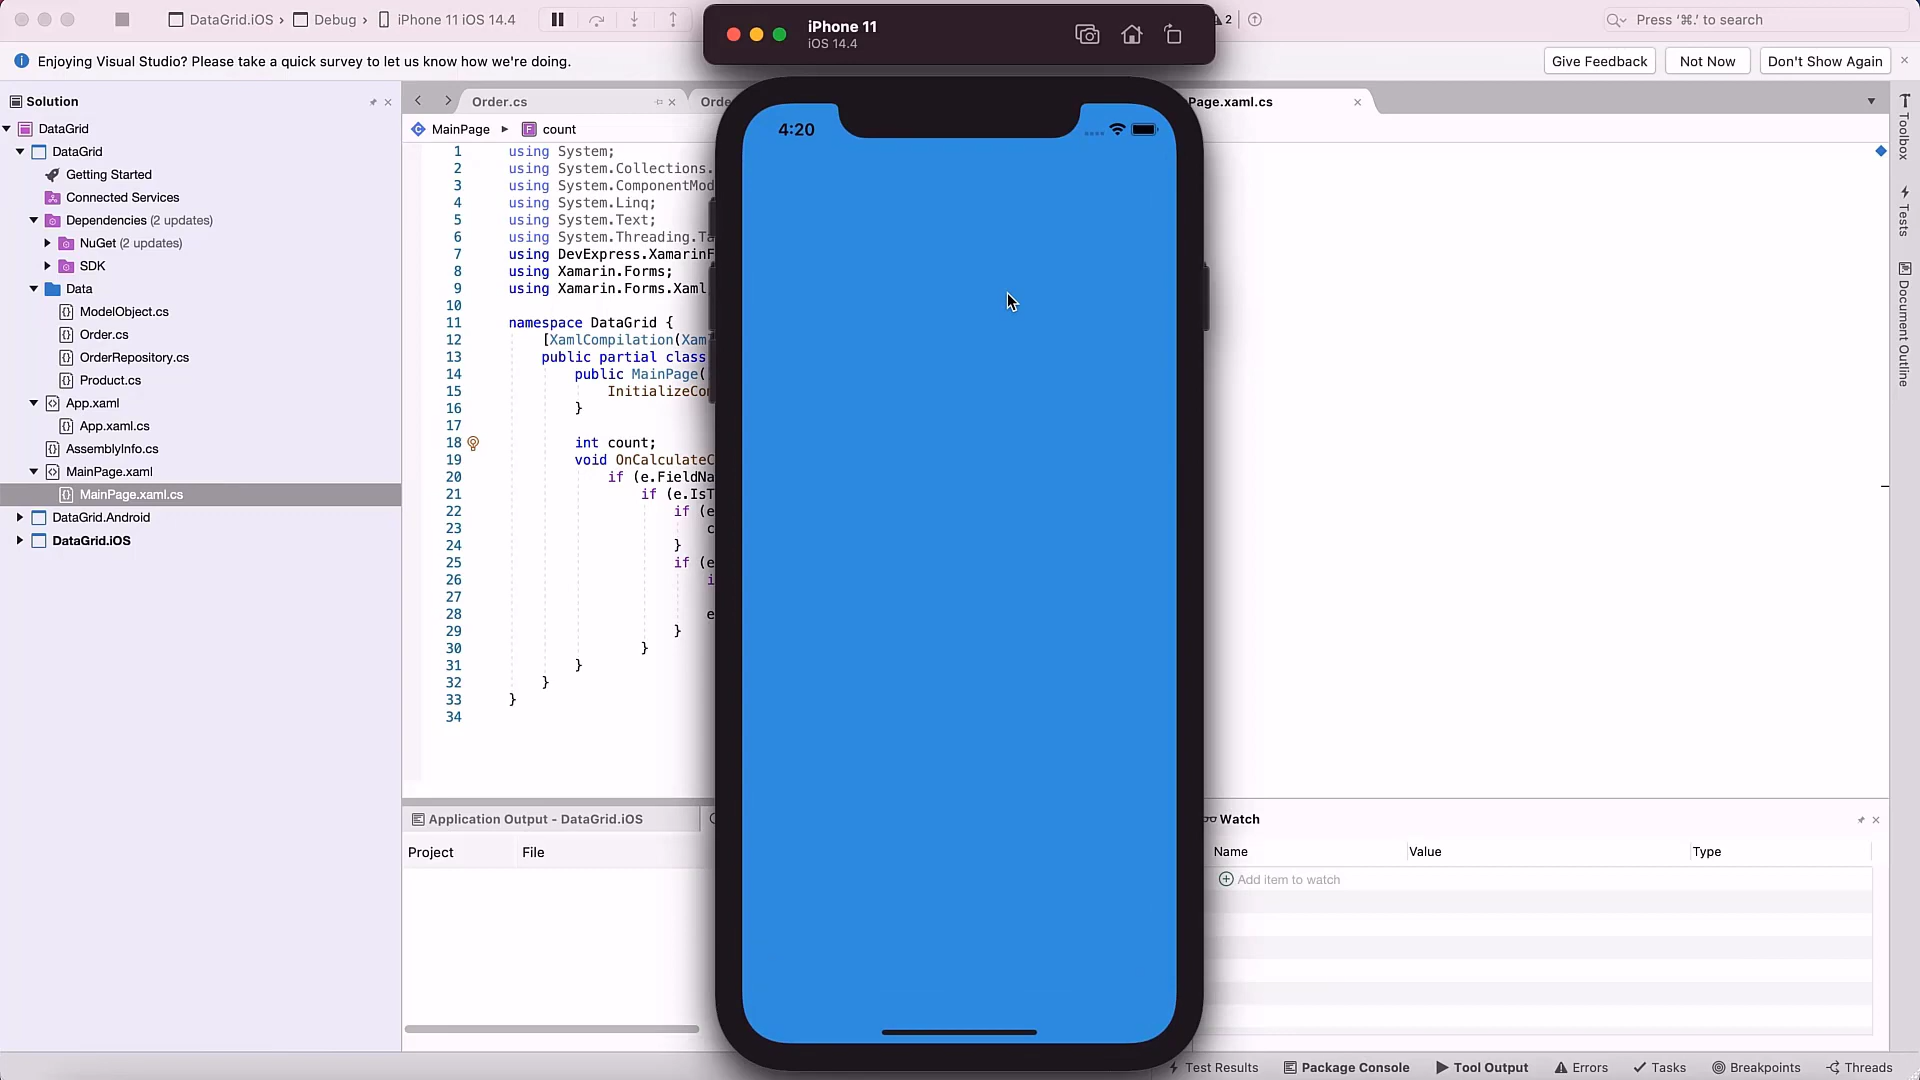 DataGrid.iOS › Debug › iPhone 11 iOS 14.4
iPhone 11
iOS 14.4
2
Press ‘⌘.’ to search
Enjoying Visual Studio? Please take a quick survey to let us know how we're doing.
Give Feedback
Not Now
Don't Show Again
Solution
DataGrid
DataGrid
Getting Started
Connected Services
Dependencies (2 updates)
NuGet (2 updates)
SDK
Data
ModelObject.cs
Order.cs
OrderRepository.cs
Product.cs
App.xaml
App.xaml.cs
AssemblyInfo.cs
MainPage.xaml
MainPage.xaml.cs
DataGrid.Android
DataGrid.iOS
Order.cs
Orde
Page.xaml.cs
MainPage
count
1 using System;
2 using System.Collections.
3 using System.ComponentMod
4 using System.Linq;
5 using System.Text;
6 using System.Threading.Ta
7 using DevExpress.XamarinF
8 using Xamarin.Forms;
9 using Xamarin.Forms.Xaml
10
11 namespace DataGrid {
12 [XamlCompilation(Xam
13 public partial class
14 public MainPage(
15 InitializeCom
16 }
17
18 int count;
19 void OnCalculateC
20 if (e.FieldNa
21 if (e.IsT
22 if (e
23 c
24 }
25 if (e
26 i
27
28 e
29 }
30 }
31 }
32 }
33 }
34
4:20
Toolbox
Tests
Document Outline
Application Output - DataGrid.iOS
Project
File
Watch
Name
Value
Type
Add item to watch
Test Results
Package Console
Tool Output
Errors
Tasks
Breakpoints
Threads